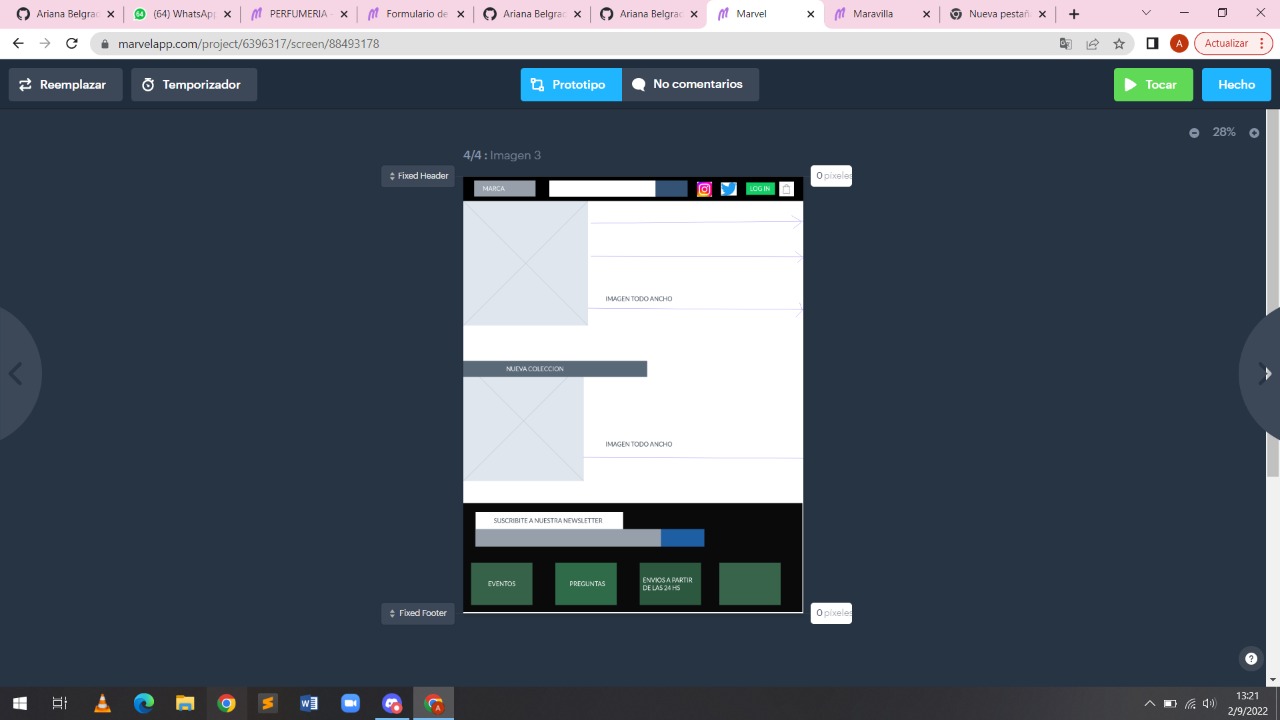 Ariana Belgra
(64) WhatsApp
PERFUMERIA –
Formulario de
Ariana Belgra
Marvel
Maravilla
Nueva pestañ
marvelapp.com/project/6396317/screen/88493178
A
Actualizar
Reemplazar
Temporizador
Prototipo
No comentarios
Tocar
Hecho
28%
4/4 : Imagen 3
Fixed Header
0 pixeles
MARCA
LOG IN
IMAGEN TODO ANCHO
NUEVA COLECCION
IMAGEN TODO ANCHO
SUSCRIBITE A NUESTRA NEWSLETTER
EVENTOS
PREGUNTAS
ENVIOS A PARTIR
DE LAS 24 HS
Fixed Footer
0 pixeles
?
13:21
2/9/2022